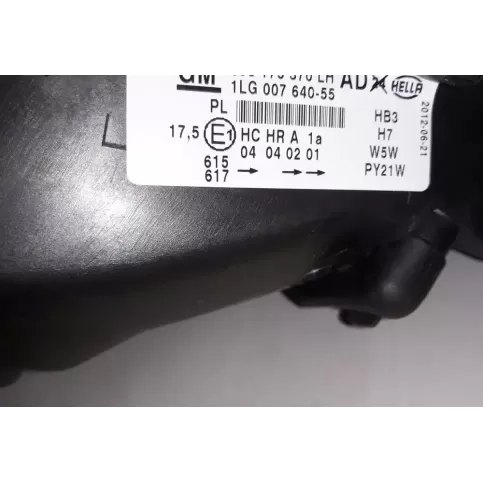 GM LH AD HELLA
1LG 007 640-55
PL
HB3
17,5 E1 HC HR A 1a
H7
04 04 02 01
W5W
615
617 → → →
PY21W
2012-06-21